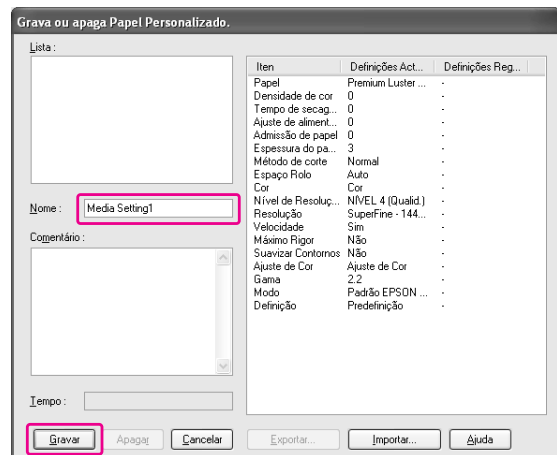 Grava ou apaga Papel Personalizado.
Lista :
Nome : Media Setting1
Comentário :
Tempo :
Iten Definições Act... Definições Reg...
Papel Premium Luster ... -
Densidade de cor 0 -
Tempo de secag... 0 -
Ajuste de aliment... 0 -
Admissão de papel 0 -
Espessura do pa... 3 -
Método de corte Normal -
Espaço Rolo Auto -
Cor Cor -
Nível de Resoluç... NÍVEL 4 (Qualid.) -
Resolução SuperFine - 144... -
Velocidade Sim -
Máximo Rigor Não -
Suavizar Contornos Não -
Ajuste de Cor Ajuste de Cor -
Gama 2.2 -
Modo Padrão EPSON ... -
Definição Predefinição -
Gravar Apagar Cancelar Exportar... Importar... Ajuda